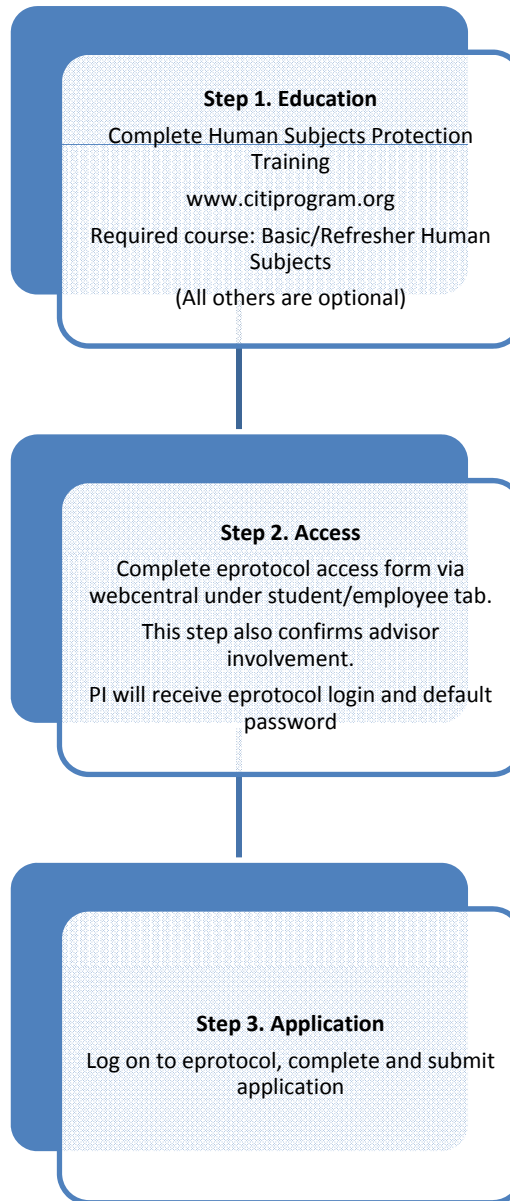 Step 1. Education
Complete Human Subjects Protection
Training
www.citiprogram.org
Required course: Basic/Refresher Human
Subjects
(All others are optional)
Step 2. Access
Complete eprotocol access form via
webcentral under student/employee tab.
This step also confirms advisor
involvement.
PI will receive eprotocol login and default
password
Step 3. Application
Log on to eprotocol, complete and submit
application